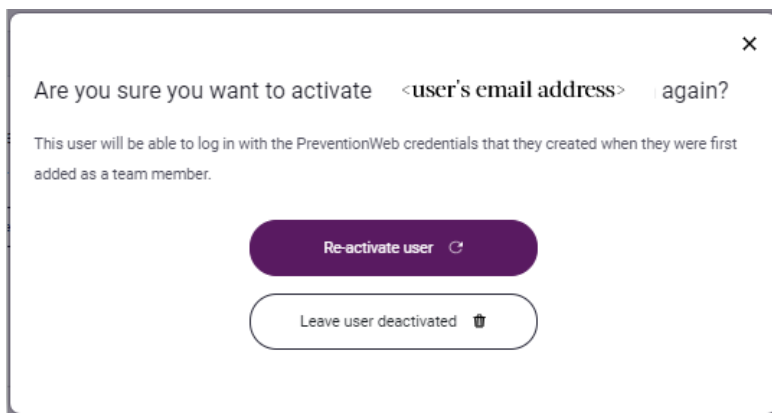 Are you sure you want to activate <user's email address> again?
This user will be able to log in with the PreventionWeb credentials that they created when they were first
added as a team member.
Re-activate user
Leave user deactivated